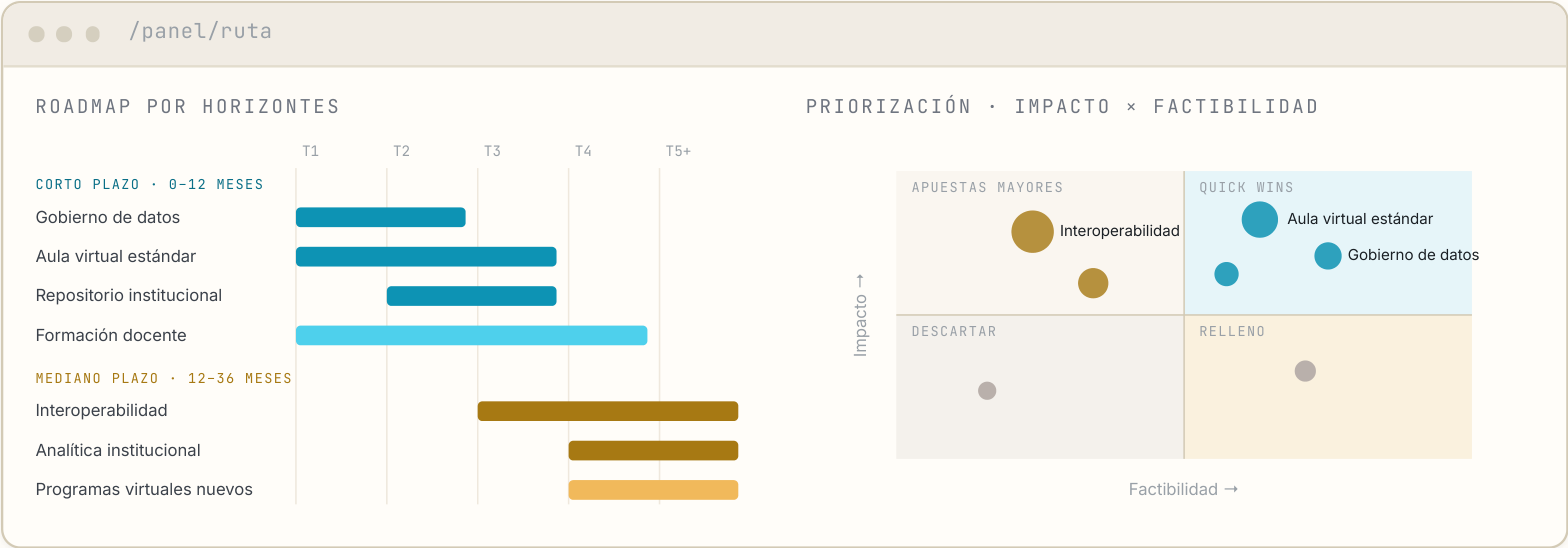 /panel/ruta
ROADMAP POR HORIZONTES
T1 T2 T3 T4 T5+
CORTO PLAZO · 0–12 MESES
Gobierno de datos
Aula virtual estándar
Repositorio institucional
Formación docente
MEDIANO PLAZO · 12–36 MESES
Interoperabilidad
Analítica institucional
Programas virtuales nuevos
PRIORIZACIÓN · IMPACTO × FACTIBILIDAD
APUESTAS MAYORES
QUICK WINS
Aula virtual estándar
Interoperabilidad
Gobierno de datos
Impacto →
DESCARTAR
RELLENO
Factibilidad →